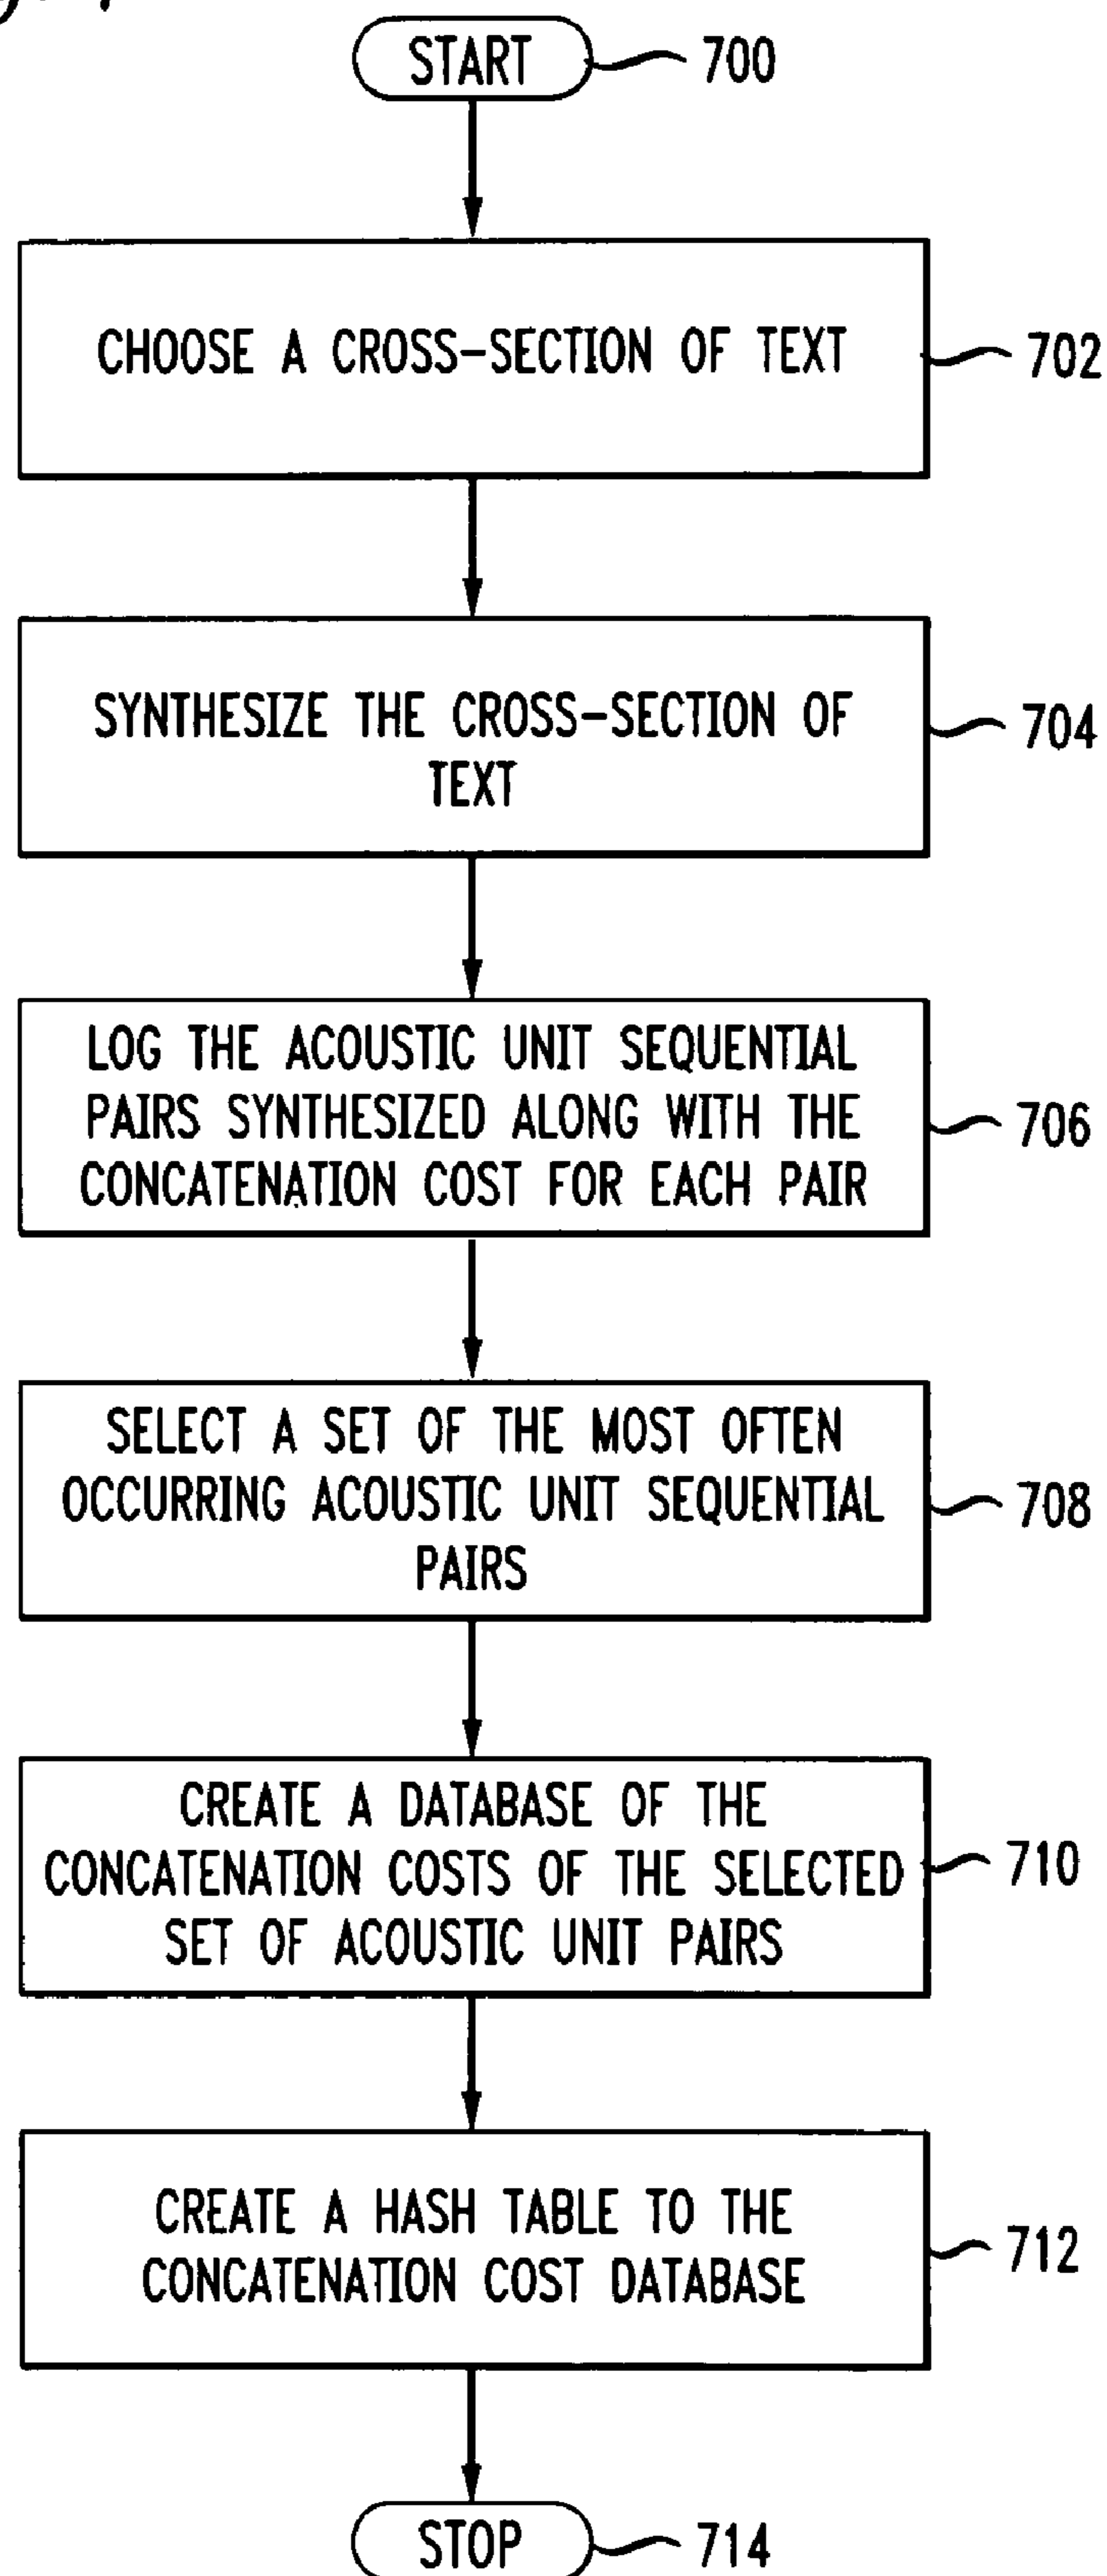 START 700
CHOOSE A CROSS-SECTION OF TEXT 702
SYNTHESIZE THE CROSS-SECTION OF
TEXT
704
LOG THE ACOUSTIC UNIT SEQUENTIAL
PAIRS SYNTHESIZED ALONG WITH THE
CONCATENATION COST FOR EACH PAIR
706
SELECT A SET OF THE MOST OFTEN
OCCURRING ACOUSTIC UNIT SEQUENTIAL
PAIRS
708
CREATE A DATABASE OF THE
CONCATENATION COSTS OF THE SELECTED
SET OF ACOUSTIC UNIT PAIRS
710
CREATE A HASH TABLE TO THE
CONCATENATION COST DATABASE
712
STOP 714